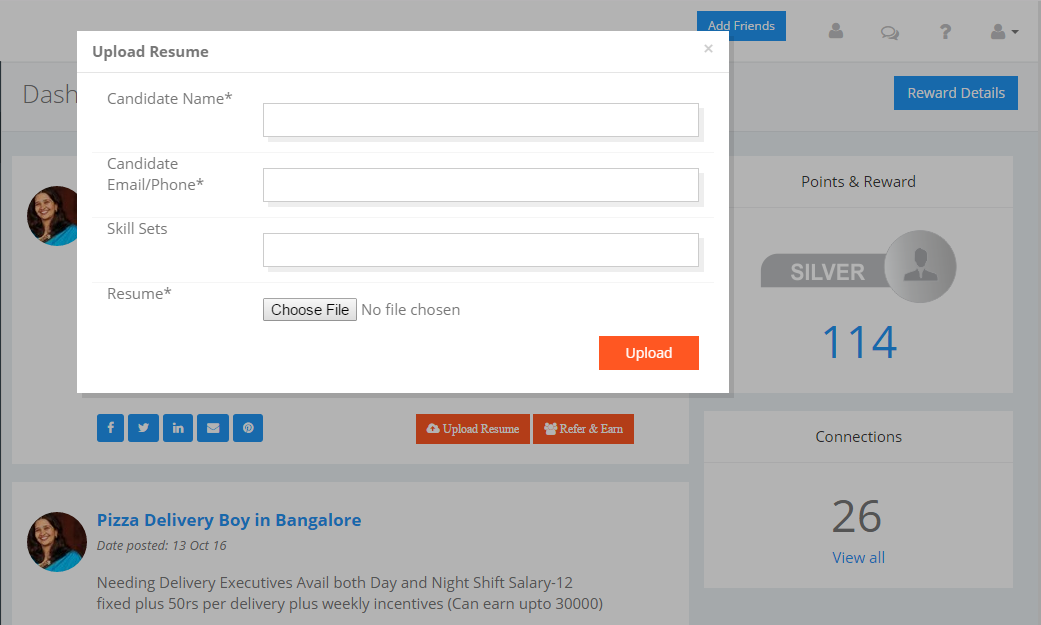 Add Friends
Upload Resume
×
Dash
Reward Details
Candidate Name*
Candidate
Email/Phone*
Skill Sets
Resume*
Choose File No file chosen
Upload
Points & Reward
SILVER
114
Upload Resume
Refer & Earn
Connections
26
View all
Pizza Delivery Boy in Bangalore
Date posted: 13 Oct 16
Needing Delivery Executives Avail both Day and Night Shift Salary-12
fixed plus 50rs per delivery plus weekly incentives (Can earn upto 30000)